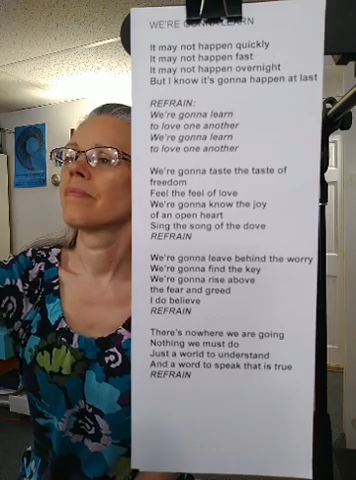 WE'RE GONNA LEARN
It may not happen quickly
It may not happen fast
It may not happen overnight
But I know it's gonna happen at last
REFRAIN:
We're gonna learn
to love one another
We're gonna learn
to love one another
We're gonna taste the taste of
freedom
Feel the feel of love
We're gonna know the joy
of an open heart
Sing the song of the dove
REFRAIN
We're gonna leave behind the worry
We're gonna find the key
We're gonna rise above
the fear and greed
I do believe
REFRAIN
There's nowhere we are going
Nothing we must do
Just a world to understand
And a word to speak that is true
REFRAIN